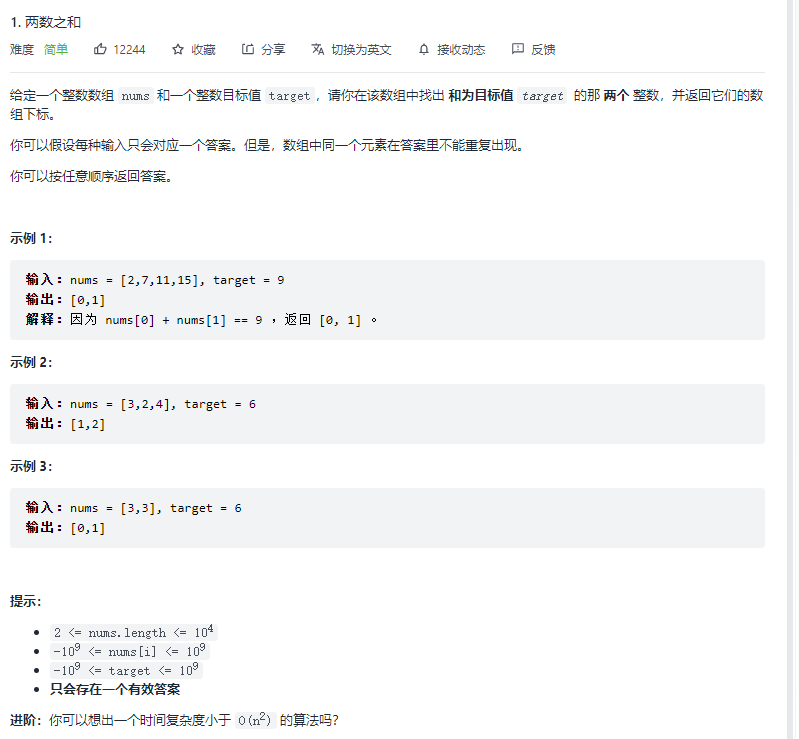 1. 两数之和
难度 简单 12244 收藏 分享 切换为英文 接收动态 反馈
给定一个整数数组 nums 和一个整数目标值 target，请你在该数组中找出 和为目标值 target 的那 两个 整数，并返回它们的数
组下标。
你可以假设每种输入只会对应一个答案。但是，数组中同一个元素在答案里不能重复出现。
你可以按任意顺序返回答案。
示例 1：
输入：nums = [2,7,11,15], target = 9
输出：[0,1]
解释：因为 nums[0] + nums[1] == 9 ，返回 [0, 1] 。
示例 2：
输入：nums = [3,2,4], target = 6
输出：[1,2]
示例 3：
输入：nums = [3,3], target = 6
输出：[0,1]
提示：
2 <= nums.length <= 10⁴
-10⁹ <= nums[i] <= 10⁹
-10⁹ <= target <= 10⁹
只会存在一个有效答案
进阶：你可以想出一个时间复杂度小于 O(n²) 的算法吗？